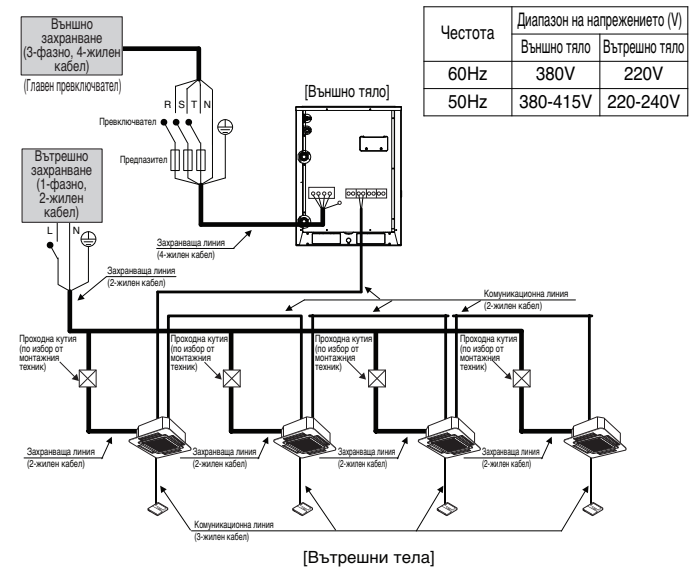 Външно
захранване
(3-фазно, 4-жилен
кабел)
(Главен превключвател)
R S T N
Превключвател
Предпазител
[Външно тяло]
Честота
Диапазон на напрежението (V)
Външно тяло
Вътрешно тяло
60Hz
380V
220V
50Hz
380-415V
220-240V
Вътрешно
захранване
(1-фазно,
2-жилен
кабел)
L N
Захранваща линия
(4-жилен кабел)
Захранваща линия
(2-жилен кабел)
Комуникационна линия
(2-жилен кабел)
Проходна кутия
(по избор от
монтажния
техник)
Проходна кутия
(по избор от
монтажния
техник)
Проходна кутия
(по избор от
монтажния
техник)
Проходна кутия
(по избор от
монтажния
техник)
Захранваща линия
(2-жилен кабел)
Захранваща линия
(2-жилен кабел)
Захранваща линия
(2-жилен кабел)
Захранваща линия
(2-жилен кабел)
Комуникационна линия
(3-жилен кабел)
[Вътрешни тела]